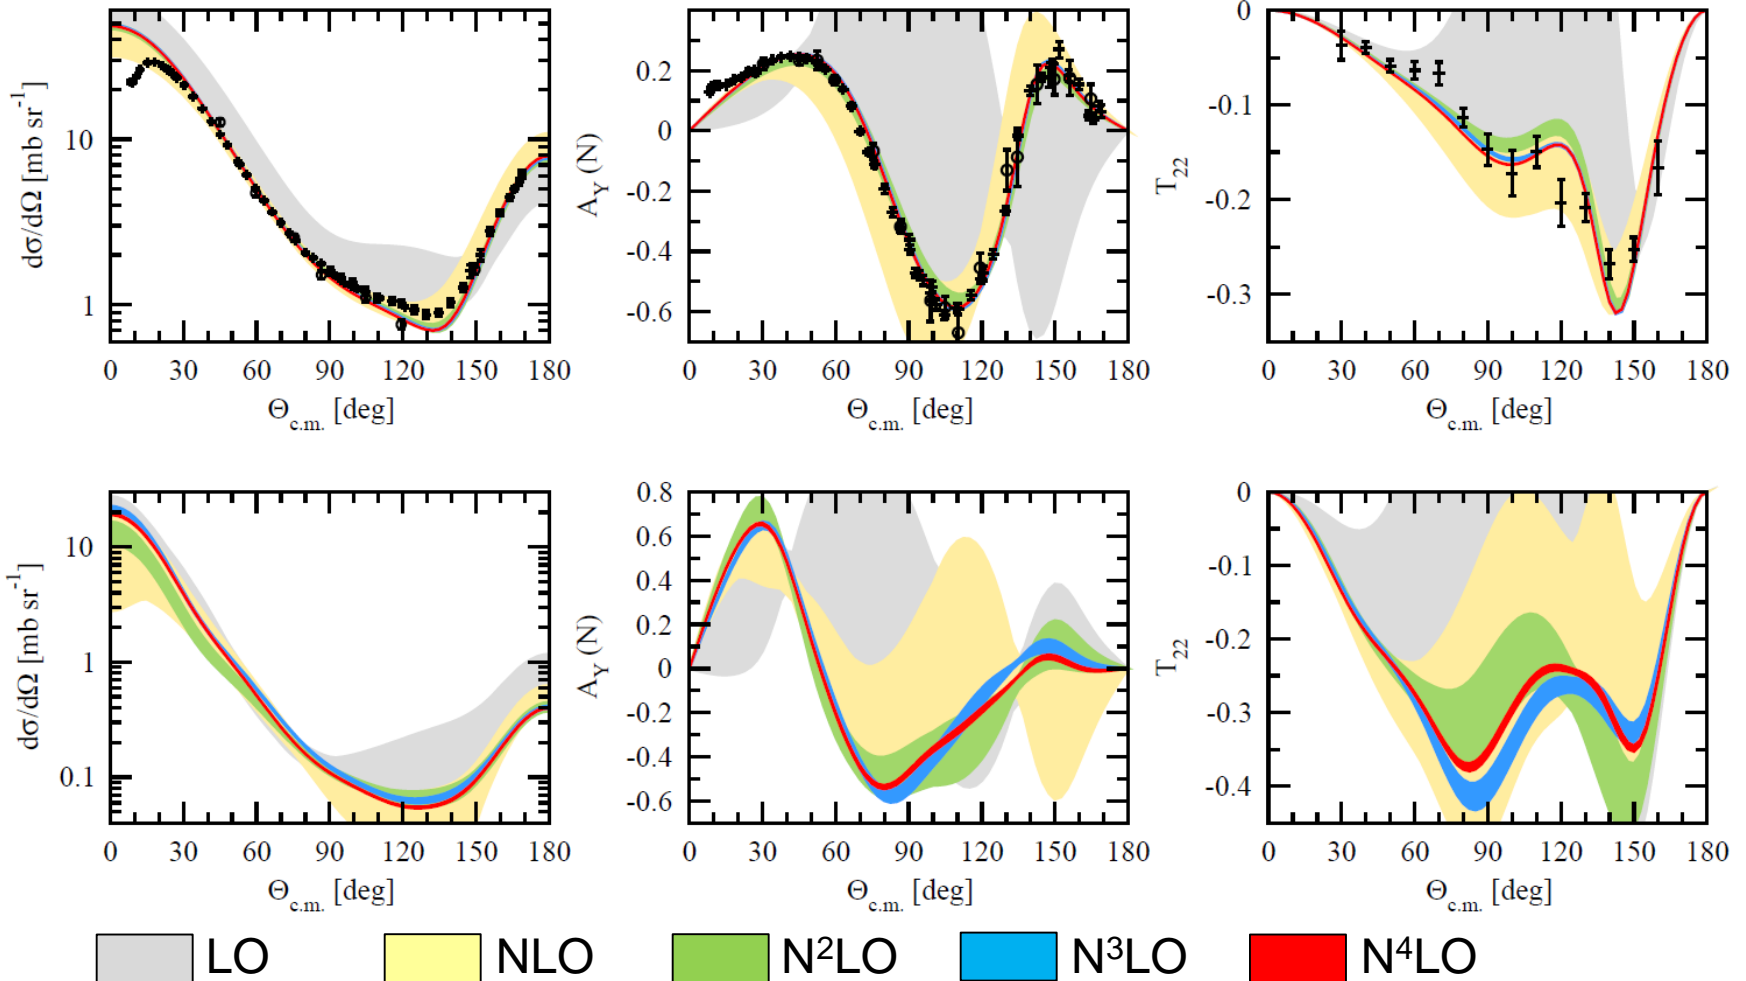 dσ/dΩ [mb sr⁻¹]
10
1
0 30 60 90 120 150 180
Θc.m. [deg]
A_Y (N)
0.2
0
-0.2
-0.4
-0.6
0 30 60 90 120 150 180
Θc.m. [deg]
T₂₂
0
-0.1
-0.2
-0.3
0 30 60 90 120 150 180
Θc.m. [deg]
dσ/dΩ [mb sr⁻¹]
10
1
0.1
0 30 60 90 120 150 180
Θc.m. [deg]
A_Y (N)
0.8
0.6
0.4
0.2
0
-0.2
-0.4
-0.6
0 30 60 90 120 150 180
Θc.m. [deg]
T₂₂
0
-0.1
-0.2
-0.3
-0.4
0 30 60 90 120 150 180
Θc.m. [deg]
LO NLO N²LO N³LO N⁴LO